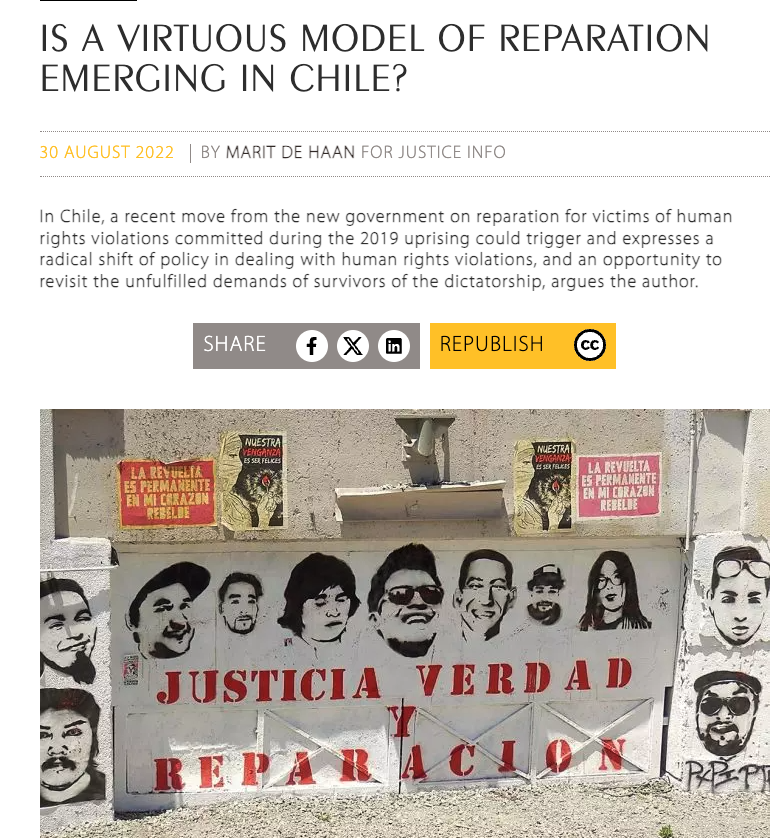 IS A VIRTUOUS MODEL OF REPARATION
EMERGING IN CHILE?
30 AUGUST 2022 | BY MARIT DE HAAN FOR JUSTICE INFO
In Chile, a recent move from the new government on reparation for victims of human
rights violations committed during the 2019 uprising could trigger and expresses a
radical shift of policy in dealing with human rights violations, and an opportunity to
revisit the unfulfilled demands of survivors of the dictatorship, argues the author.
SHARE
REPUBLISH
cc
LA REVUELTA
ES PERMANENTE
EN MI CORAZON
REBELDE
NUESTRA
VENGANZA
ES SER FELICES
NUESTRA
VENGANZA
ES SER FELICES
LA REVUELTA
ES PERMANENTE
EN MI CORAZON
REBELDE
JUSTICIA VERDAD
Y
REPARACION